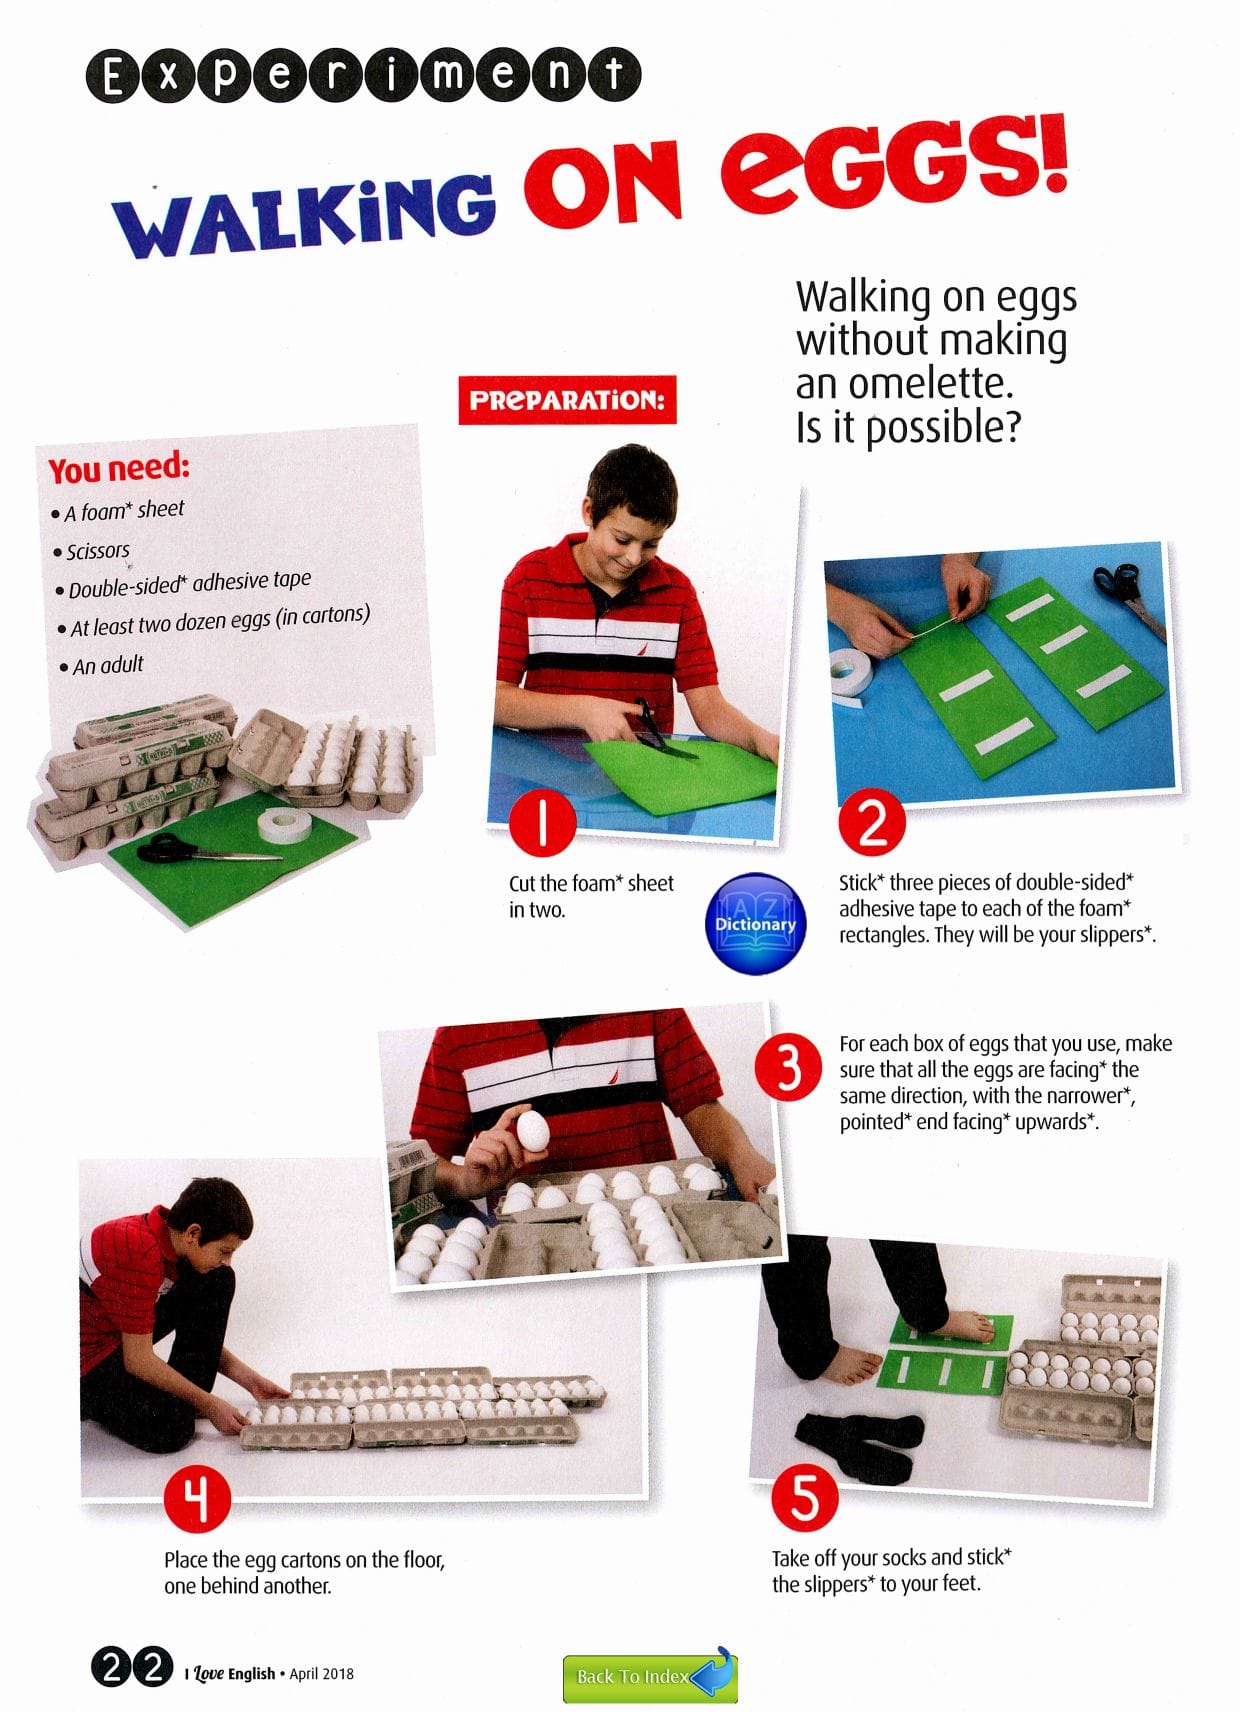 Experiment
WALKiNG ON eGGS!
Walking on eggs
without making
an omelette.
Is it possible?
PRePARATiON:
You need:
• A foam* sheet
• Scissors
• Double-sided* adhesive tape
• At least two dozen eggs (in cartons)
• An adult
1
Cut the foam* sheet
in two.
A Z
Dictionary
2
Stick* three pieces of double-sided*
adhesive tape to each of the foam*
rectangles. They will be your slippers*.
3
For each box of eggs that you use, make
sure that all the eggs are facing* the
same direction, with the narrower*,
pointed* end facing* upwards*.
4
Place the egg cartons on the floor,
one behind another.
5
Take off your socks and stick*
the slippers* to your feet.
22 I Love English • April 2018
Back To Index